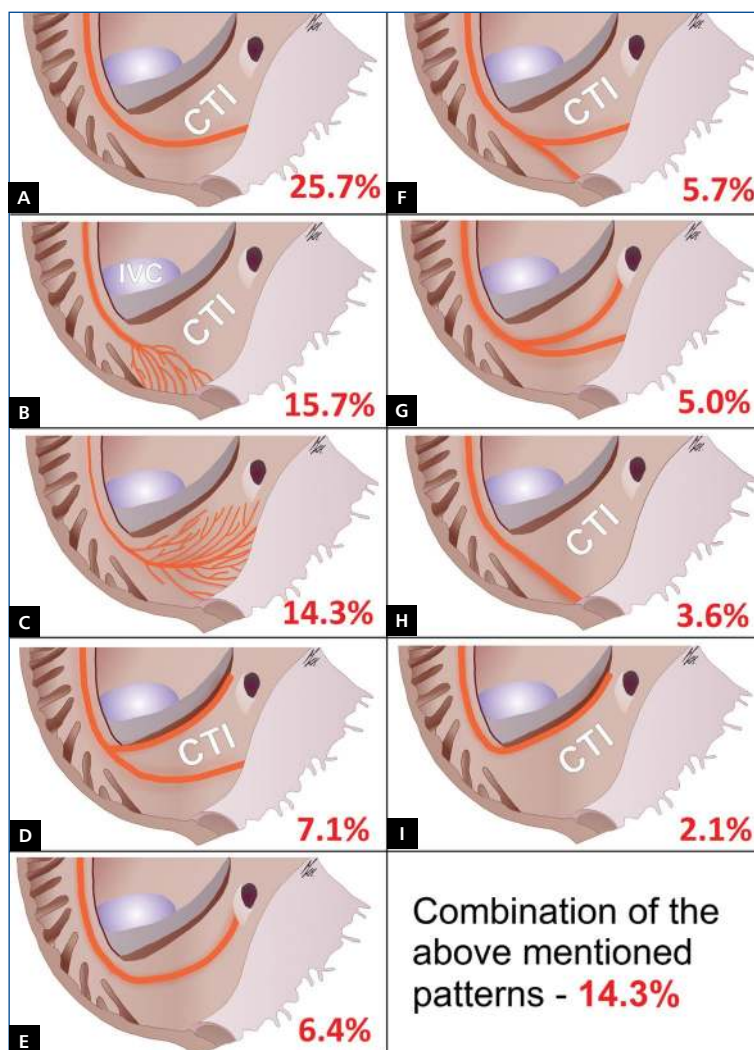 CTI
A
25.7%
IVC
CTI
B
15.7%
C
14.3%
CTI
D
7.1%
E
6.4%
CTI
F
5.7%
G
5.0%
CTI
H
3.6%
CTI
I
2.1%
Combination of the
above mentioned
patterns - 14.3%